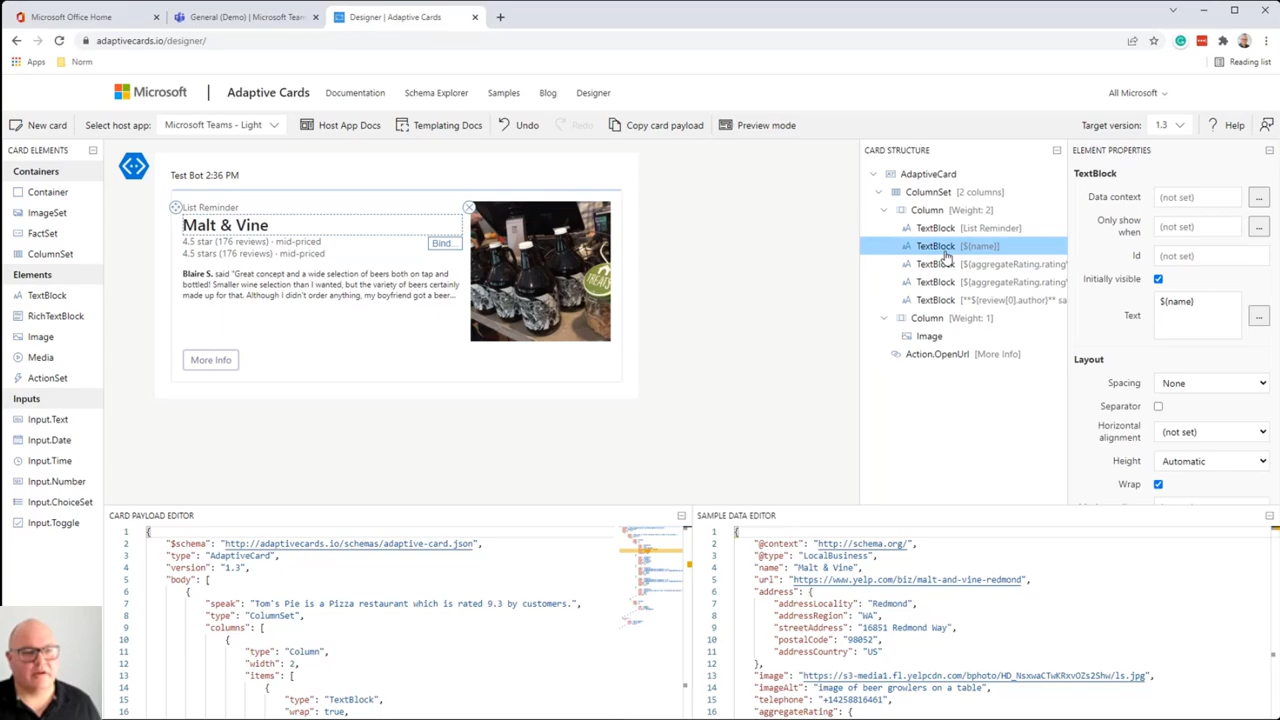 Microsoft Office Home
General (Demo) | Microsoft Team
Designer | Adaptive Cards
adaptivecards.io/designer/
Apps
Norm
Reading list
Microsoft
Adaptive Cards
Documentation
Schema Explorer
Samples
Blog
Designer
All Microsoft
New card
Select host app:
Microsoft Teams - Light
Host App Docs
Templating Docs
Undo
Redo
Copy card payload
Preview mode
Target version:
1.3
Help
CARD ELEMENTS
Containers
Container
ImageSet
FactSet
ColumnSet
Elements
TextBlock
RichTextBlock
Image
Media
ActionSet
Inputs
Input.Text
Input.Date
Input.Time
Input.Number
Input.ChoiceSet
Input.Toggle
Test Bot 2:36 PM
List Reminder
Malt & Vine
4.5 star (176 reviews) · mid-priced
4.5 stars (176 reviews) · mid-priced
Bind...
Blaire S. said "Great concept and a wide selection of beers both on tap and
bottled! Smaller wine selection than I wanted, but the variety of beers certainly
made up for that. Although I didn't order anything, my boyfriend got a beer...
More Info
CARD STRUCTURE
AdaptiveCard
ColumnSet [2 columns]
Column [Weight: 2]
TextBlock [List Reminder]
TextBlock [${name}]
TextBlock [${aggregateRating.rating
TextBlock [${aggregateRating.rating
TextBlock [**${review[0].author}** sa
Column [Weight: 1]
Image
Action.OpenUrl [More Info]
ELEMENT PROPERTIES
TextBlock
Data context (not set) ...
Only show when (not set) ...
Id (not set)
Initially visible
Text ${name} ...
Layout
Spacing None
Separator
Horizontal alignment (not set)
Height Automatic
Wrap
CARD PAYLOAD EDITOR
1 {
2 "$schema": "http://adaptivecards.io/schemas/adaptive-card.json",
3 "type": "AdaptiveCard",
4 "version": "1.3",
5 "body": [
6 {
7 "speak": "Tom's Pie is a Pizza restaurant which is rated 9.3 by customers.",
8 "type": "ColumnSet",
9 "columns": [
10 {
11 "type": "Column",
12 "width": 2,
13 "items": [
14 {
15 "type": "TextBlock",
16 "wrap": true,
SAMPLE DATA EDITOR
1 {
2 "@context": "http://schema.org/",
3 "@type": "LocalBusiness",
4 "name": "Malt & Vine",
5 "url": "https://www.yelp.com/biz/malt-and-vine-redmond",
6 "address": {
7 "addressLocality": "Redmond",
8 "addressRegion": "WA",
9 "streetAddress": "16851 Redmond Way",
10 "postalCode": "98052",
11 "addressCountry": "US"
12 },
13 "image": "https://s3-media1.fl.yelpcdn.com/bphoto/HD_NsxwaCTwKRxvOZs2Shw/ls.jpg",
14 "imageAlt": "image of beer growlers on a table",
15 "telephone": "+14258816461",
16 "aggregateRating": {